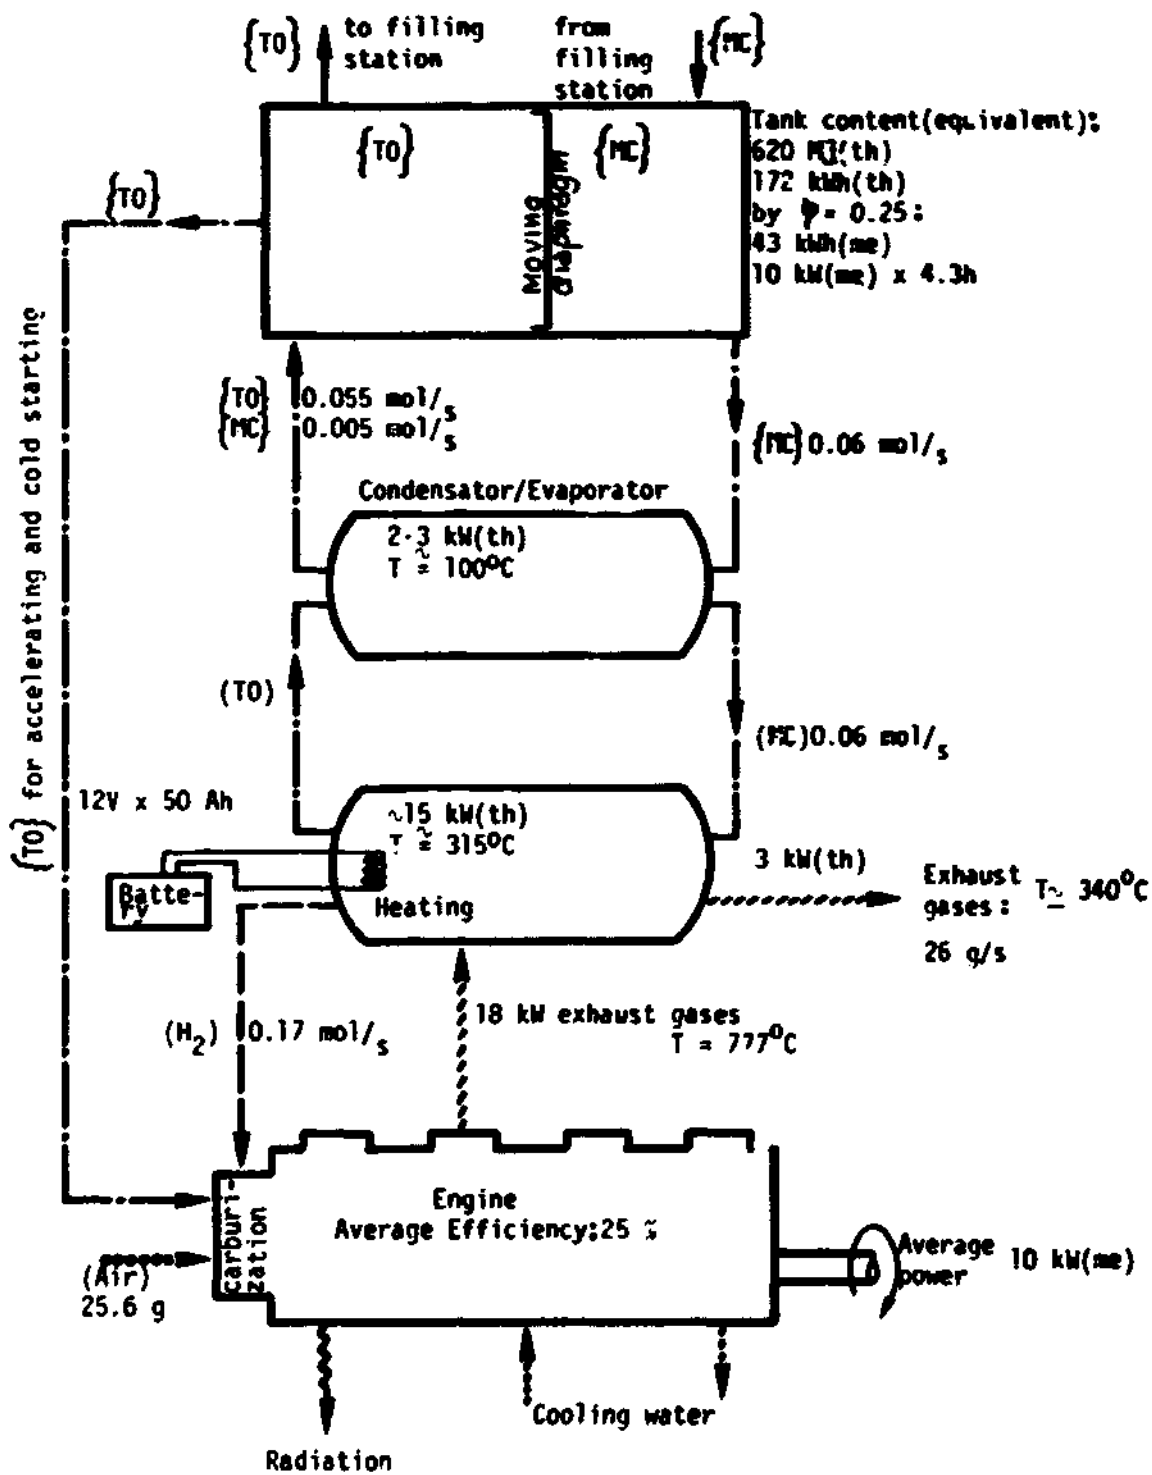 {TO}
to filling
station
from
filling
station
{MC}
{TO}
{MC}
Moving
diaphragm
Tank content(equivalent):
620 MJ(th)
172 kWh(th)
by = 0.25:
43 kWh(me)
10 kW(me) x 4.3h
{TO}
{TO} for accelerating and cold starting
{TO} 0.055 mol/s
{MC} 0.005 mol/s
{MC} 0.06 mol/s
Condensator/Evaporator
2-3 kW(th)
T ≈ 100°C
(TO)
(MC) 0.06 mol/s
12V x 50 Ah
~15 kW(th)
T ≈ 315°C
Batte-
ry
Heating
3 kW(th)
Exhaust
gases:
T≃ 340°C
26 g/s
(H₂) 0.17 mol/s
18 kW exhaust gases
T = 777°C
carburi-
zation
Engine
Average Efficiency:25 %
(Air)
25.6 g
Average
power
10 kW(me)
Cooling water
Radiation